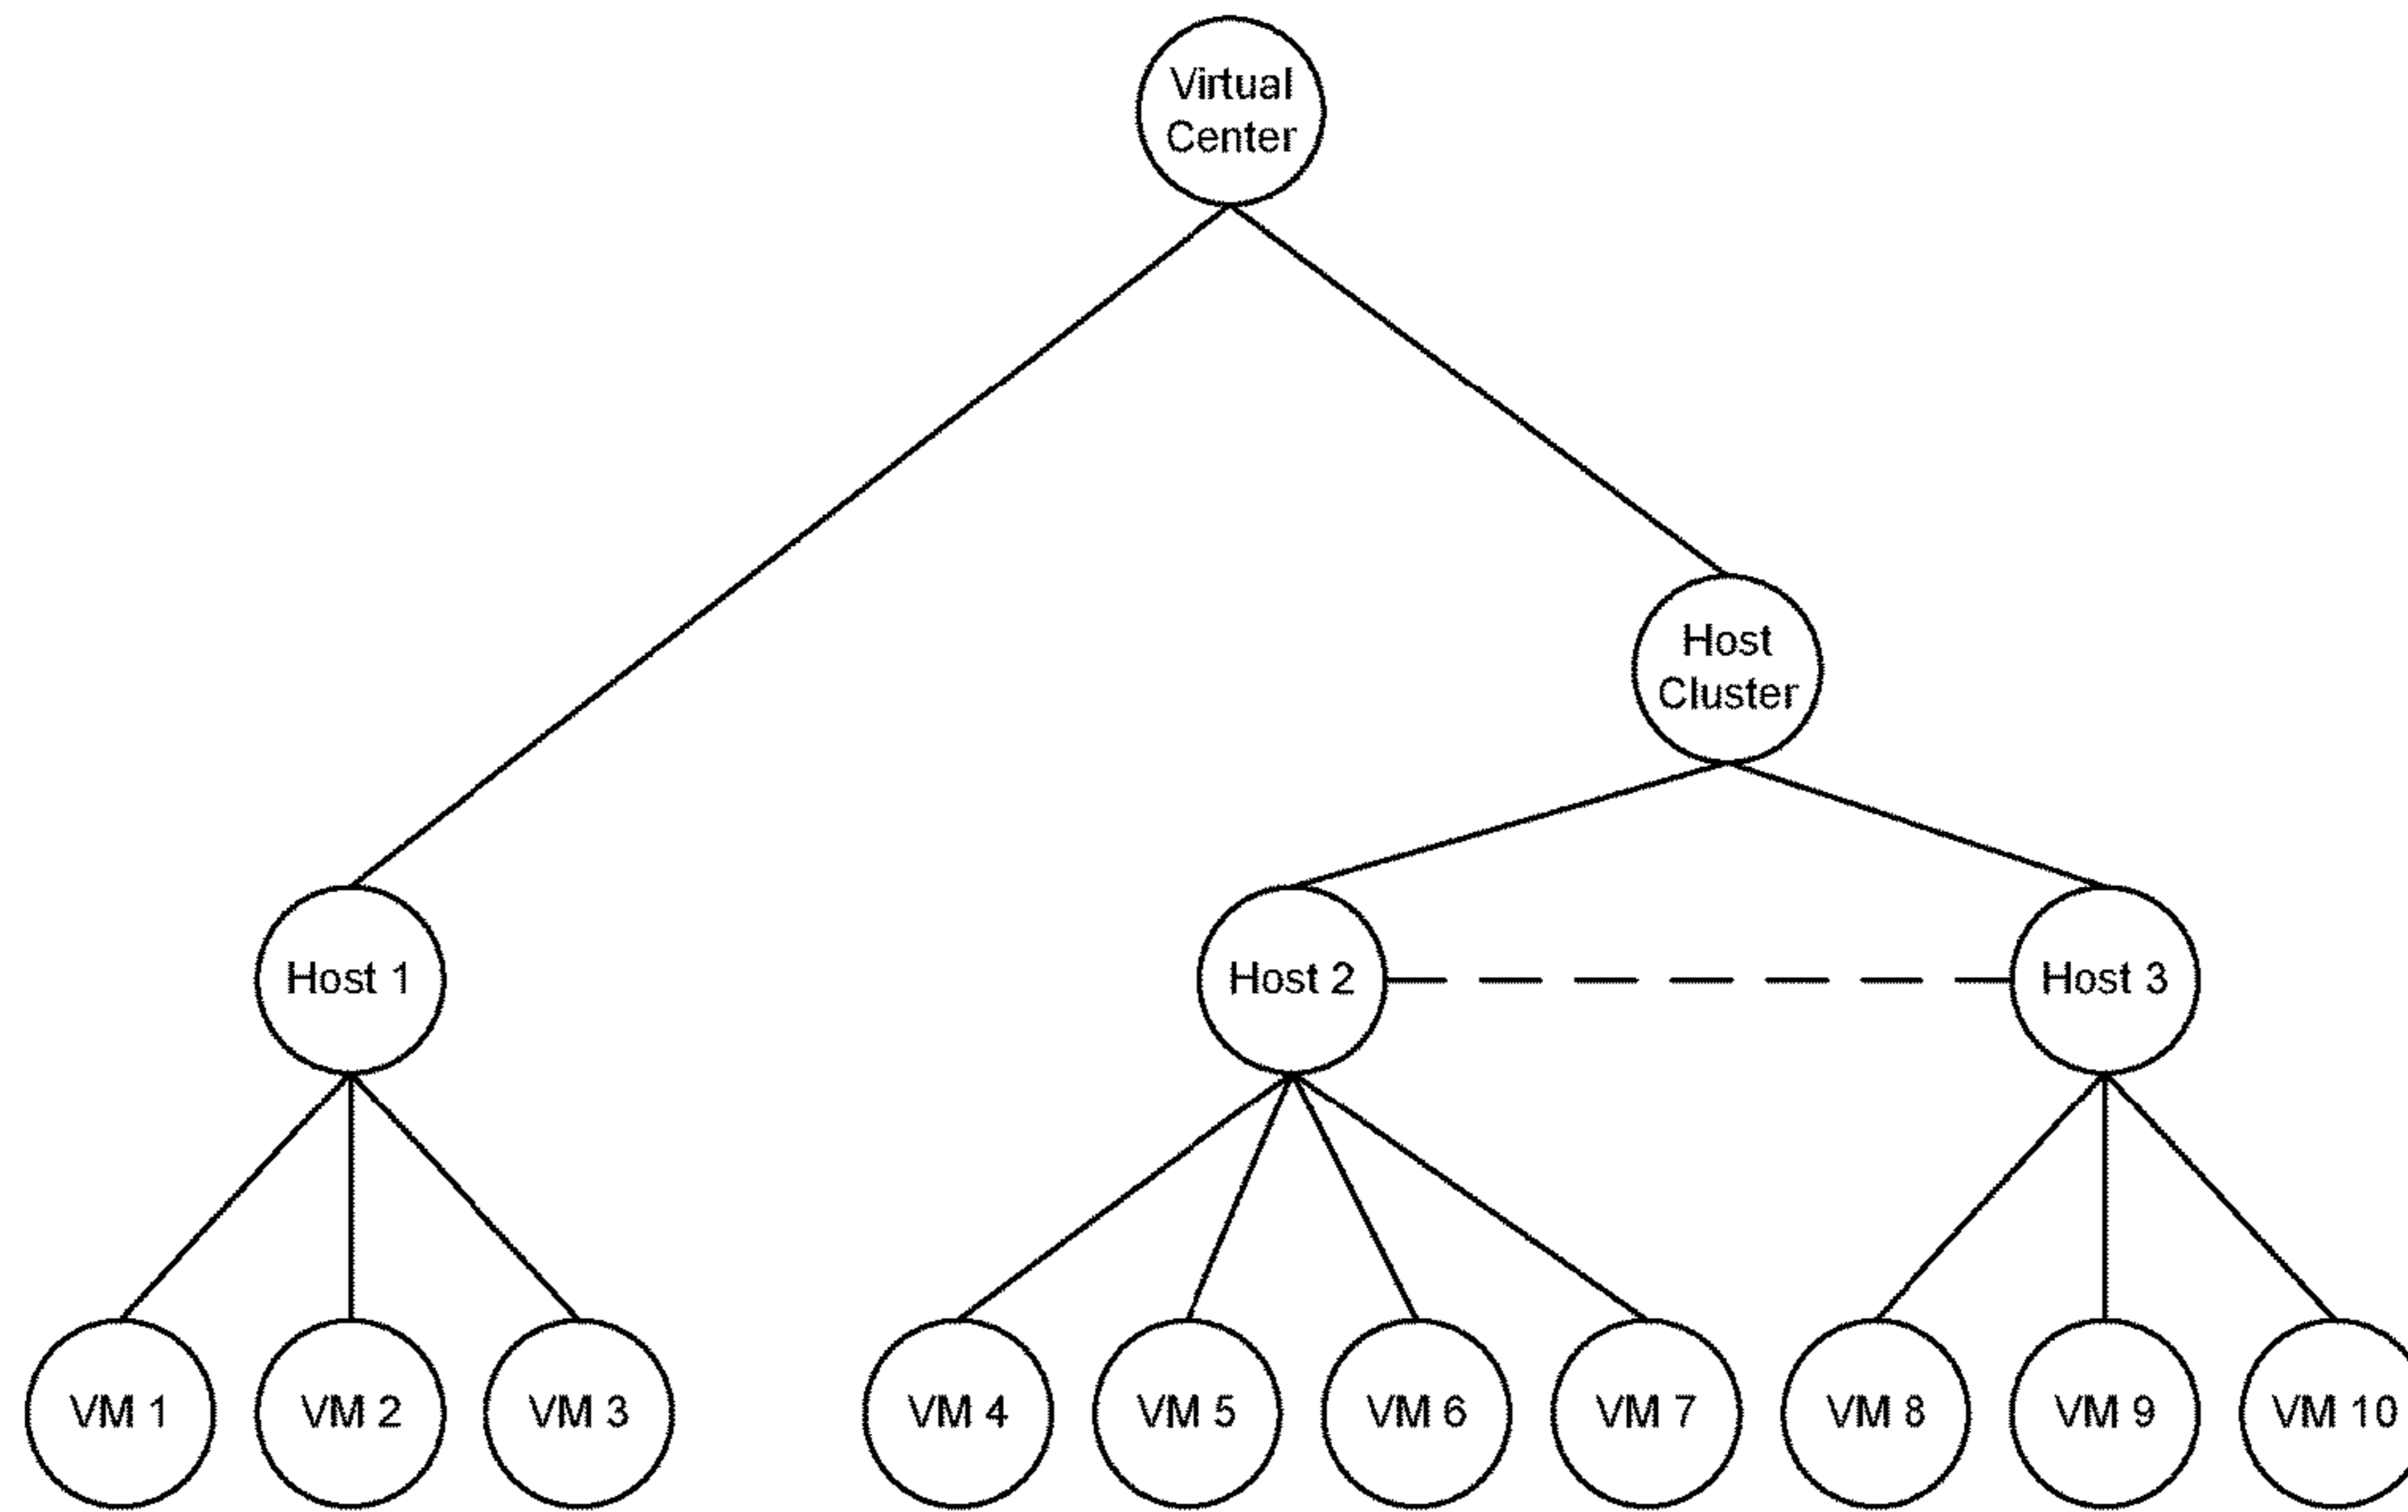 Virtual
Center
Host
Cluster
Host 1
Host 2
Host 3
VM 1
VM 2
VM 3
VM 4
VM 5
VM 6
VM 7
VM 8
VM 9
VM 10